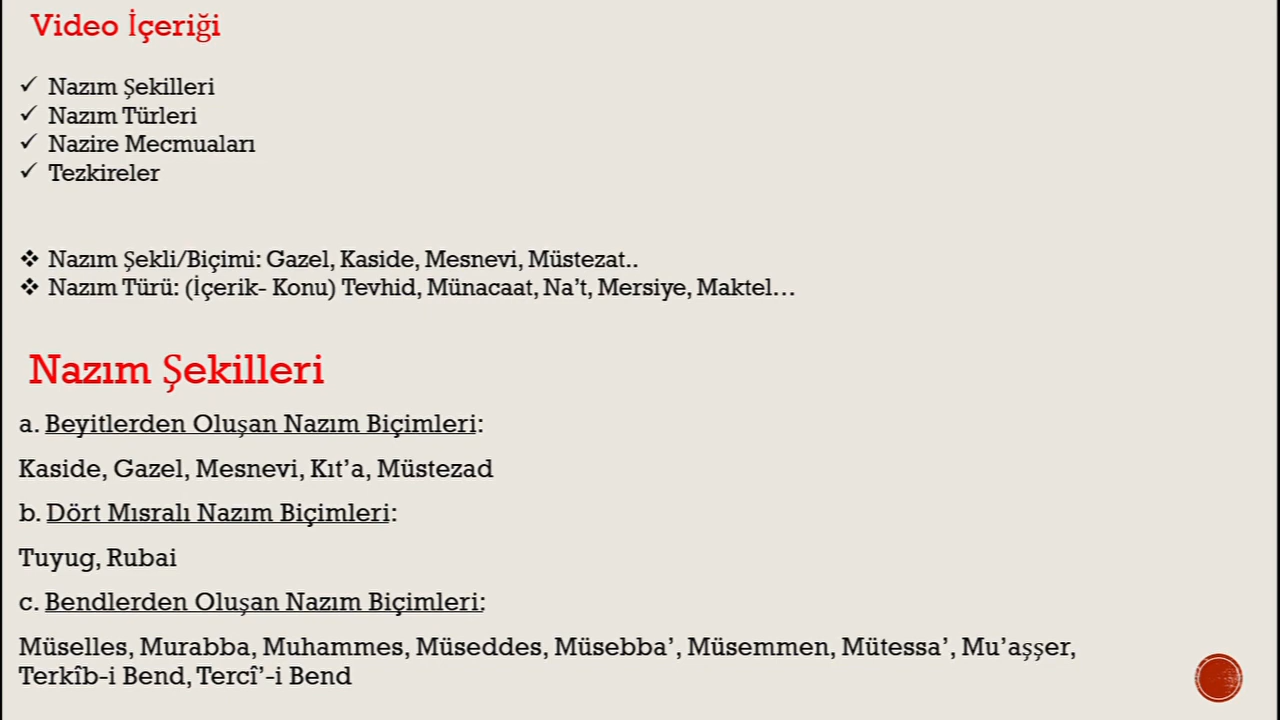 Video İçeriği
✓ Nazım Şekilleri
✓ Nazım Türleri
✓ Nazire Mecmuaları
✓ Tezkireler
❖ Nazım Şekli/Biçimi: Gazel, Kaside, Mesnevi, Müstezat..
❖ Nazım Türü: (İçerik- Konu) Tevhid, Münacaat, Na’t, Mersiye, Maktel…
Nazım Şekilleri
a. Beyitlerden Oluşan Nazım Biçimleri:
Kaside, Gazel, Mesnevi, Kıt’a, Müstezad
b. Dört Mısralı Nazım Biçimleri:
Tuyug, Rubai
c. Bendlerden Oluşan Nazım Biçimleri:
Müselles, Murabba, Muhammes, Müseddes, Müsebba’, Müsemmen, Mütessa’, Mu’aşşer,
Terkîb-i Bend, Tercî’-i Bend